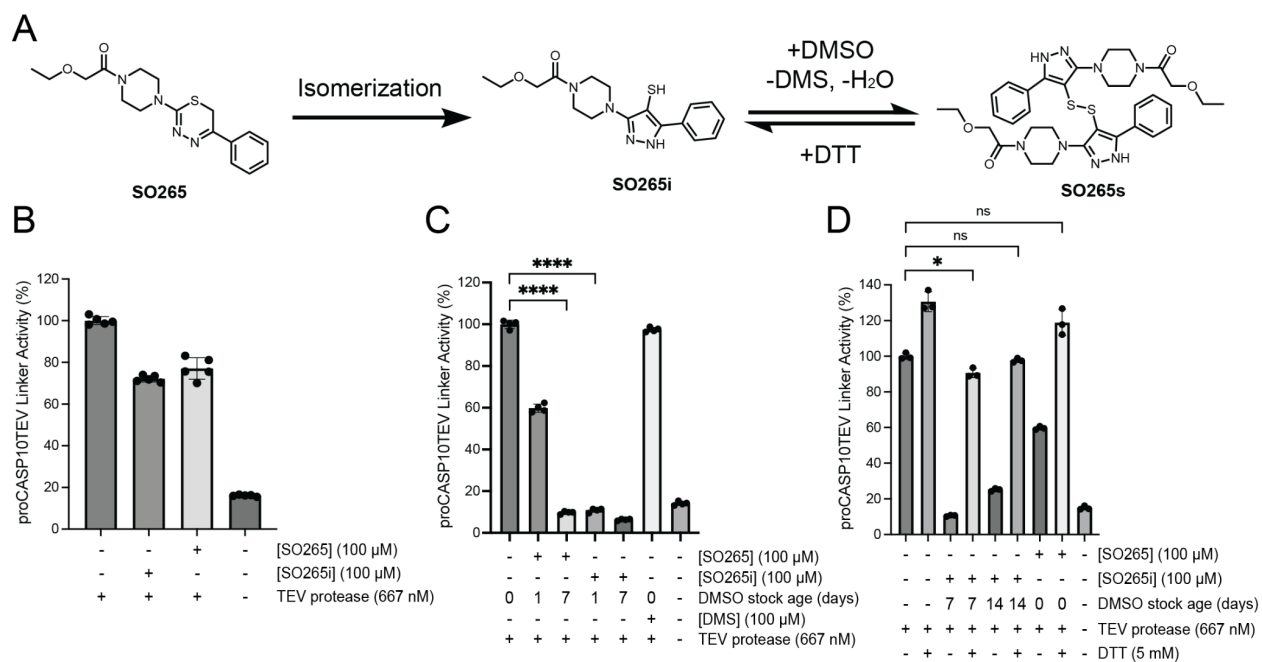 A
O
O
N
N
S
N
N
SO265
Isomerization
O
O
N
N
SH
N
NH
SO265i
+DMSO
-DMS, -H₂O
+DTT
HN
N
N
N
O
O
S
S
O
O
N
N
N
NH
SO265s
B
proCASP10TEV Linker Activity (%)
120
100
80
60
40
20
0
- - + - [SO265] (100 µM)
- + - - [SO265i] (100 µM)
+ + + - TEV protease (667 nM)
C
proCASP10TEV Linker Activity (%)
120
100
80
60
40
20
0
****
****
- + + - - - - [SO265] (100 µM)
- - - + + - - [SO265i] (100 µM)
0 1 7 1 7 0 - DMSO stock age (days)
- - - - - + - [DMS] (100 µM)
+ + + + + + - TEV protease (667 nM)
D
proCASP10TEV Linker Activity (%)
140
120
100
80
60
40
20
0
ns
ns
*
- - - - - - + + - [SO265] (100 µM)
- - + + + + - - - [SO265i] (100 µM)
- - 7 7 14 14 0 0 - DMSO stock age (days)
+ + + + + + + + - TEV protease (667 nM)
- + - + - + - + - DTT (5 mM)